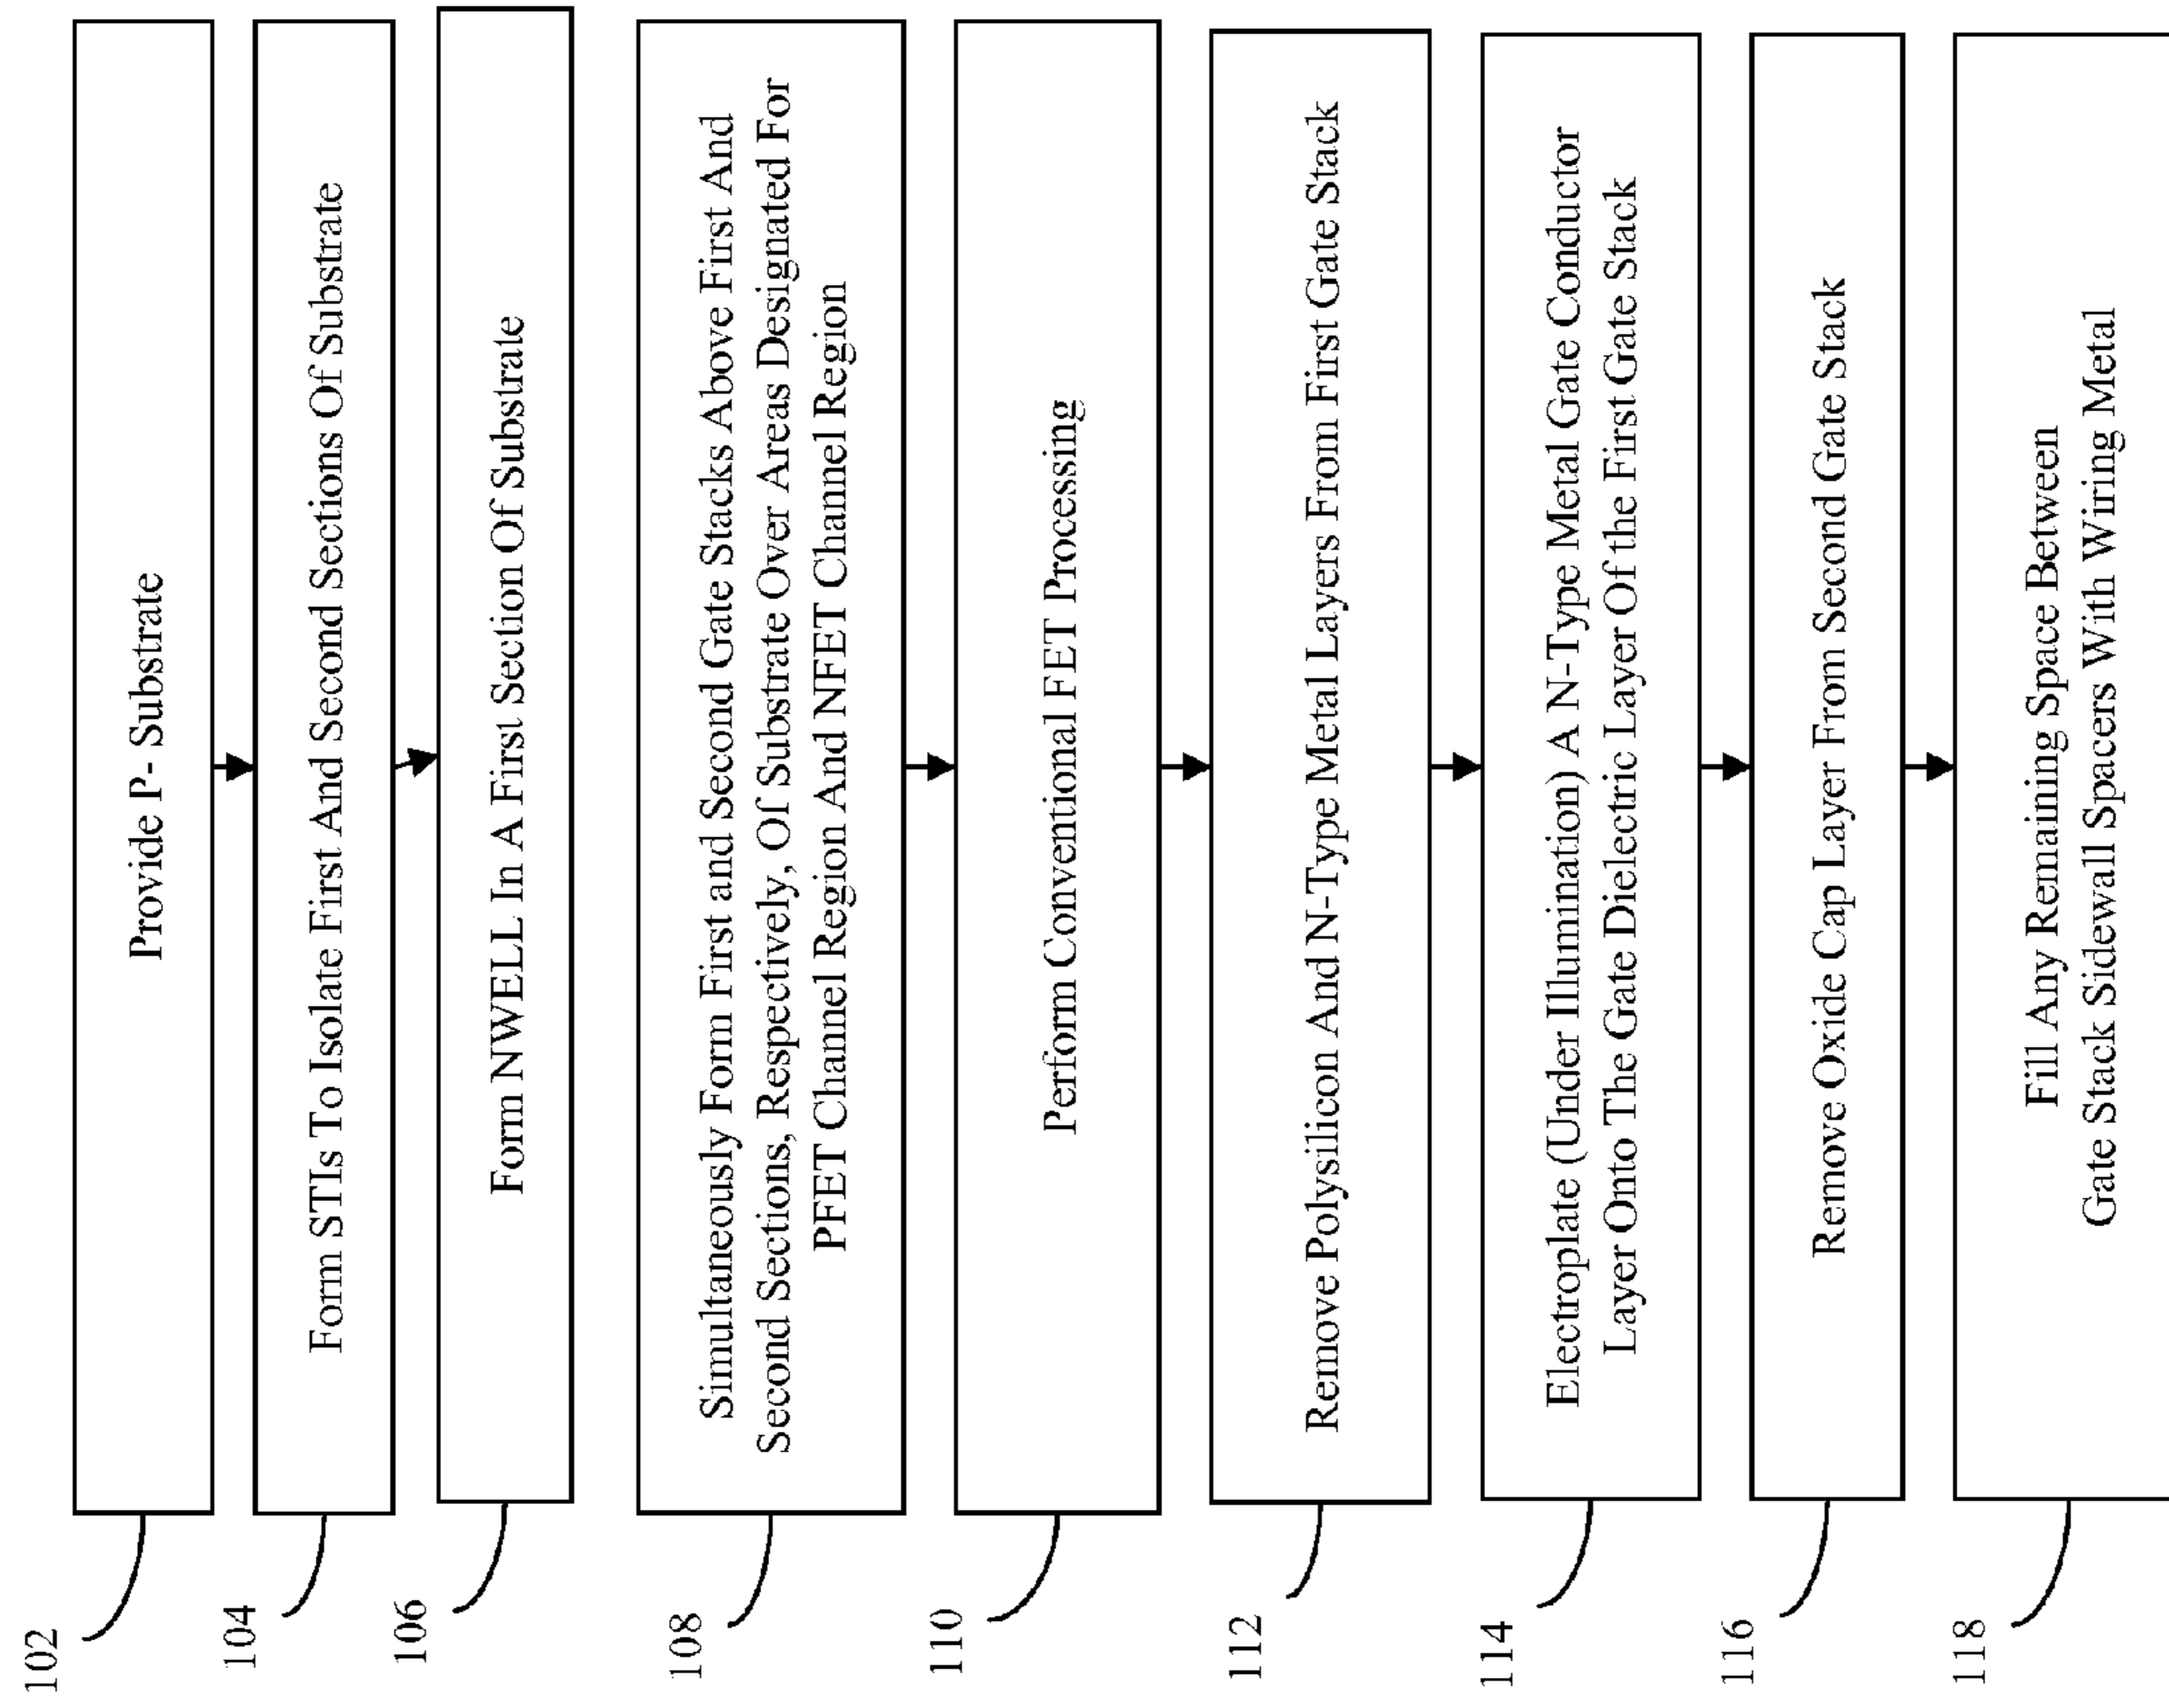 102
Provide P- Substrate
104
Form STIs To Isolate First And Second Sections Of Substrate
106
Form NWELL In A First Section Of Substrate
108
Simultaneously Form First and Second Gate Stacks Above First And
Second Sections, Respectively, Of Substrate Over Areas Designated For
PFET Channel Region And NFET Channel Region
110
Perform Conventional FET Processing
112
Remove Polysilicon And N-Type Metal Layers From First Gate Stack
114
Electroplate (Under Illumination) A N-Type Metal Gate Conductor
Layer Onto The Gate Dielectric Layer Of the First Gate Stack
116
Remove Oxide Cap Layer From Second Gate Stack
118
Fill Any Remaining Space Between
Gate Stack Sidewall Spacers With Wiring Metal